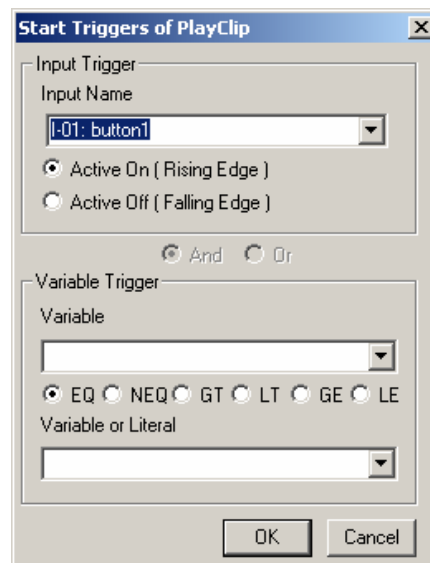 Start Triggers of PlayClip
Input Trigger
Input Name
I-01: button1
Active On ( Rising Edge )
Active Off ( Falling Edge )
And Or
Variable Trigger
Variable
EQ NEQ GT LT GE LE
Variable or Literal
OK Cancel